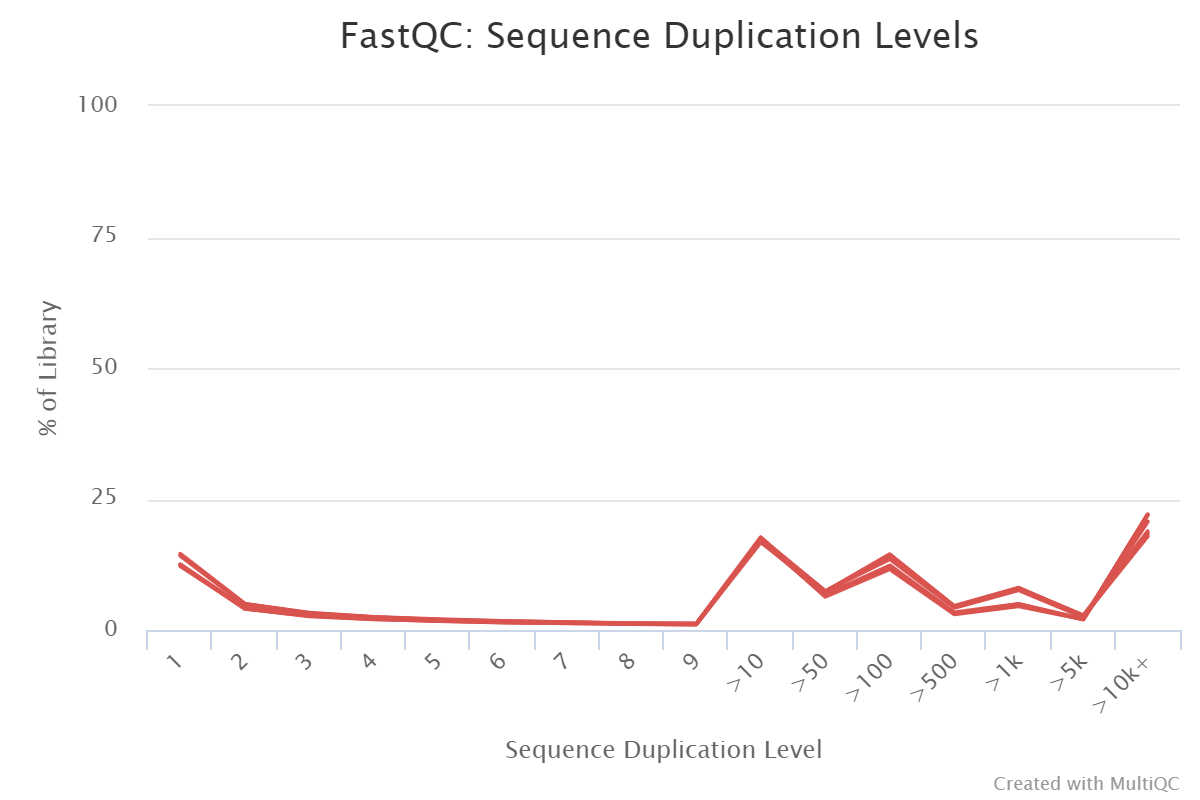 FastQC: Sequence Duplication Levels
100
75
50
25
0
% of Library
1 2 3 4 5 6 7 8 9 >10 >50 >100 >500 >1k >5k >10k+
Sequence Duplication Level
Created with MultiQC